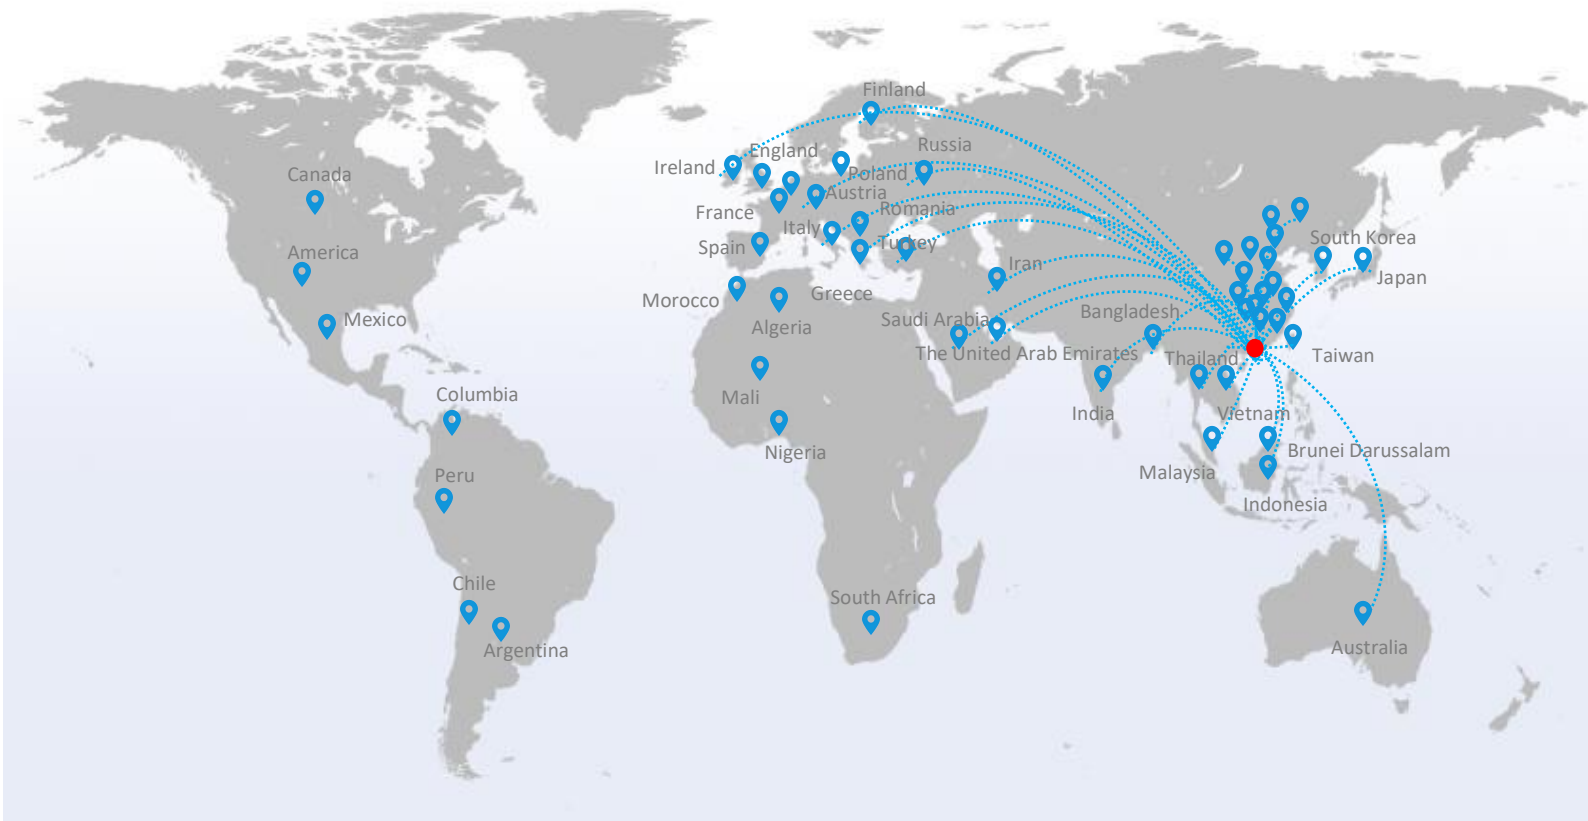 Finland
England
Russia
Ireland
Poland
Canada
Austria
France
Romania
Italy
South Korea
Spain
Turkey
America
Iran
Japan
Morocco
Greece
Algeria
Saudi Arabia
Bangladesh
Mexico
The United Arab Emirates
Thailand
Taiwan
Mali
Columbia
India
Vietnam
Nigeria
Brunei Darussalam
Malaysia
Peru
Indonesia
Chile
South Africa
Argentina
Australia